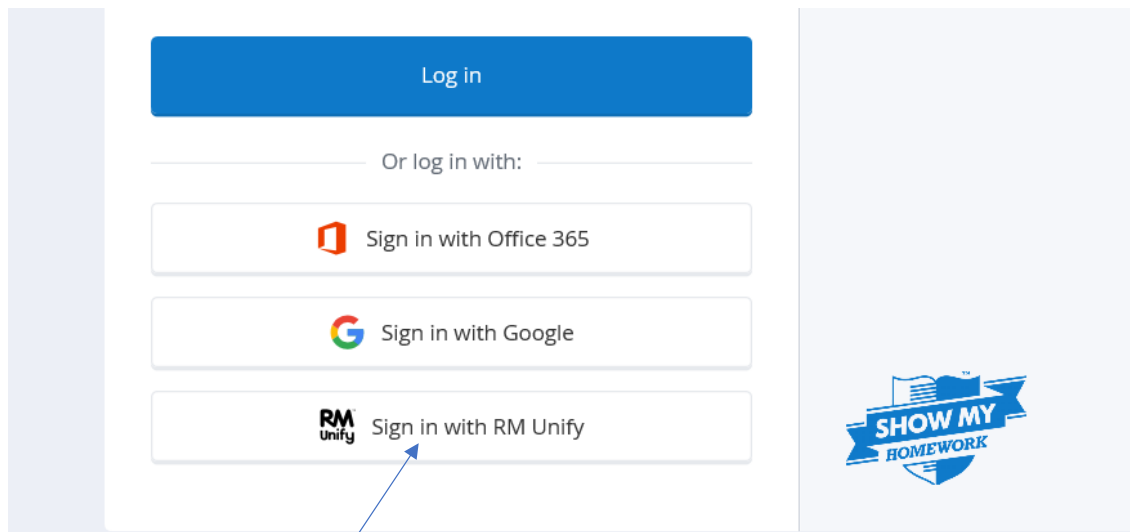 Log in
Or log in with:
Sign in with Office 365
Sign in with Google
RM
Unify
Sign in with RM Unify
SHOW MY
HOMEWORK